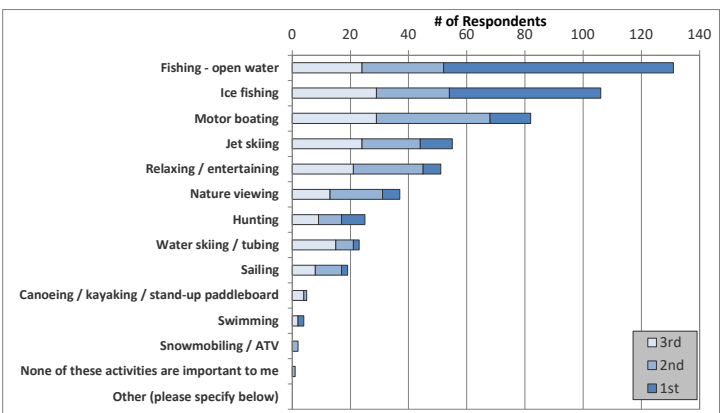 # of Respondents
0 20 40 60 80 100 120 140
Fishing - open water
Ice fishing
Motor boating
Jet skiing
Relaxing / entertaining
Nature viewing
Hunting
Water skiing / tubing
Sailing
Canoeing / kayaking / stand-up paddleboard
Swimming
Snowmobiling / ATV
None of these activities are important to me
Other (please specify below)
3rd
2nd
1st